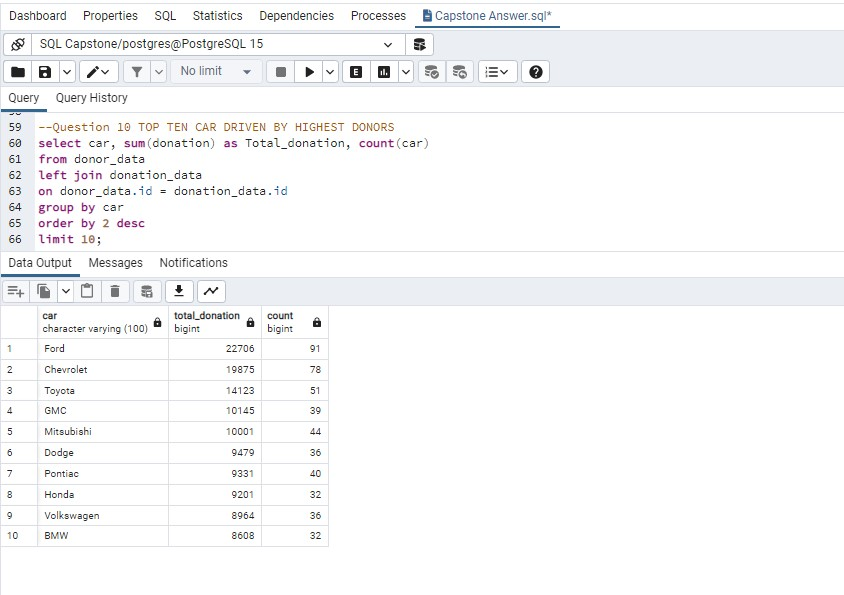 Dashboard Properties SQL Statistics Dependencies Processes Capstone Answer.sql*
SQL Capstone/postgres@PostgreSQL 15
No limit E
Query Query History
59 --Question 10 TOP TEN CAR DRIVEN BY HIGHEST DONORS
60 select car, sum(donation) as Total_donation, count(car)
61 from donor_data
62 left join donation_data
63 on donor_data.id = donation_data.id
64 group by car
65 order by 2 desc
66 limit 10;
Data Output Messages Notifications
car total_donation count
character varying (100) bigint bigint
1 Ford 22706 91
2 Chevrolet 19875 78
3 Toyota 14123 51
4 GMC 10145 39
5 Mitsubishi 10001 44
6 Dodge 9479 36
7 Pontiac 9331 40
8 Honda 9201 32
9 Volkswagen 8964 36
10 BMW 8608 32